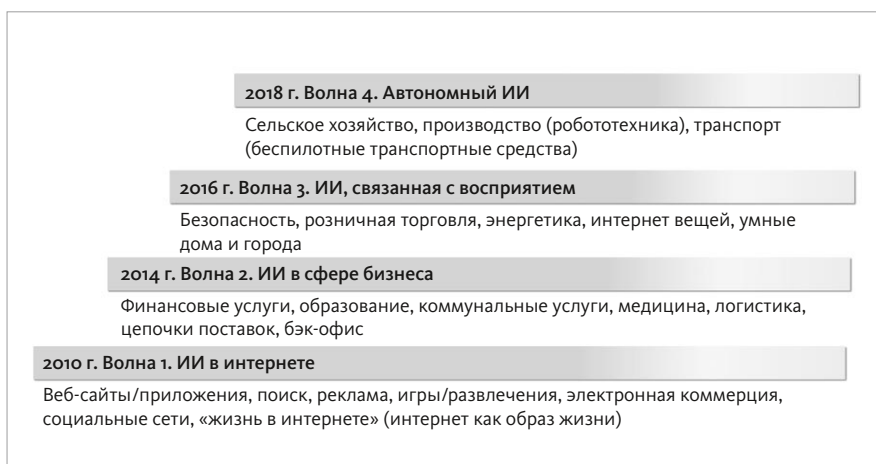 2018 г. Волна 4. Автономный ИИ
Сельское хозяйство, производство (робототехника), транспорт
(беспилотные транспортные средства)
2016 г. Волна 3. ИИ, связанная с восприятием
Безопасность, розничная торговля, энергетика, интернет вещей, умные
дома и города
2014 г. Волна 2. ИИ в сфере бизнеса
Финансовые услуги, образование, коммунальные услуги, медицина, логистика,
цепочки поставок, бэк-офис
2010 г. Волна 1. ИИ в интернете
Веб-сайты/приложения, поиск, реклама, игры/развлечения, электронная коммерция,
социальные сети, «жизнь в интернете» (интернет как образ жизни)